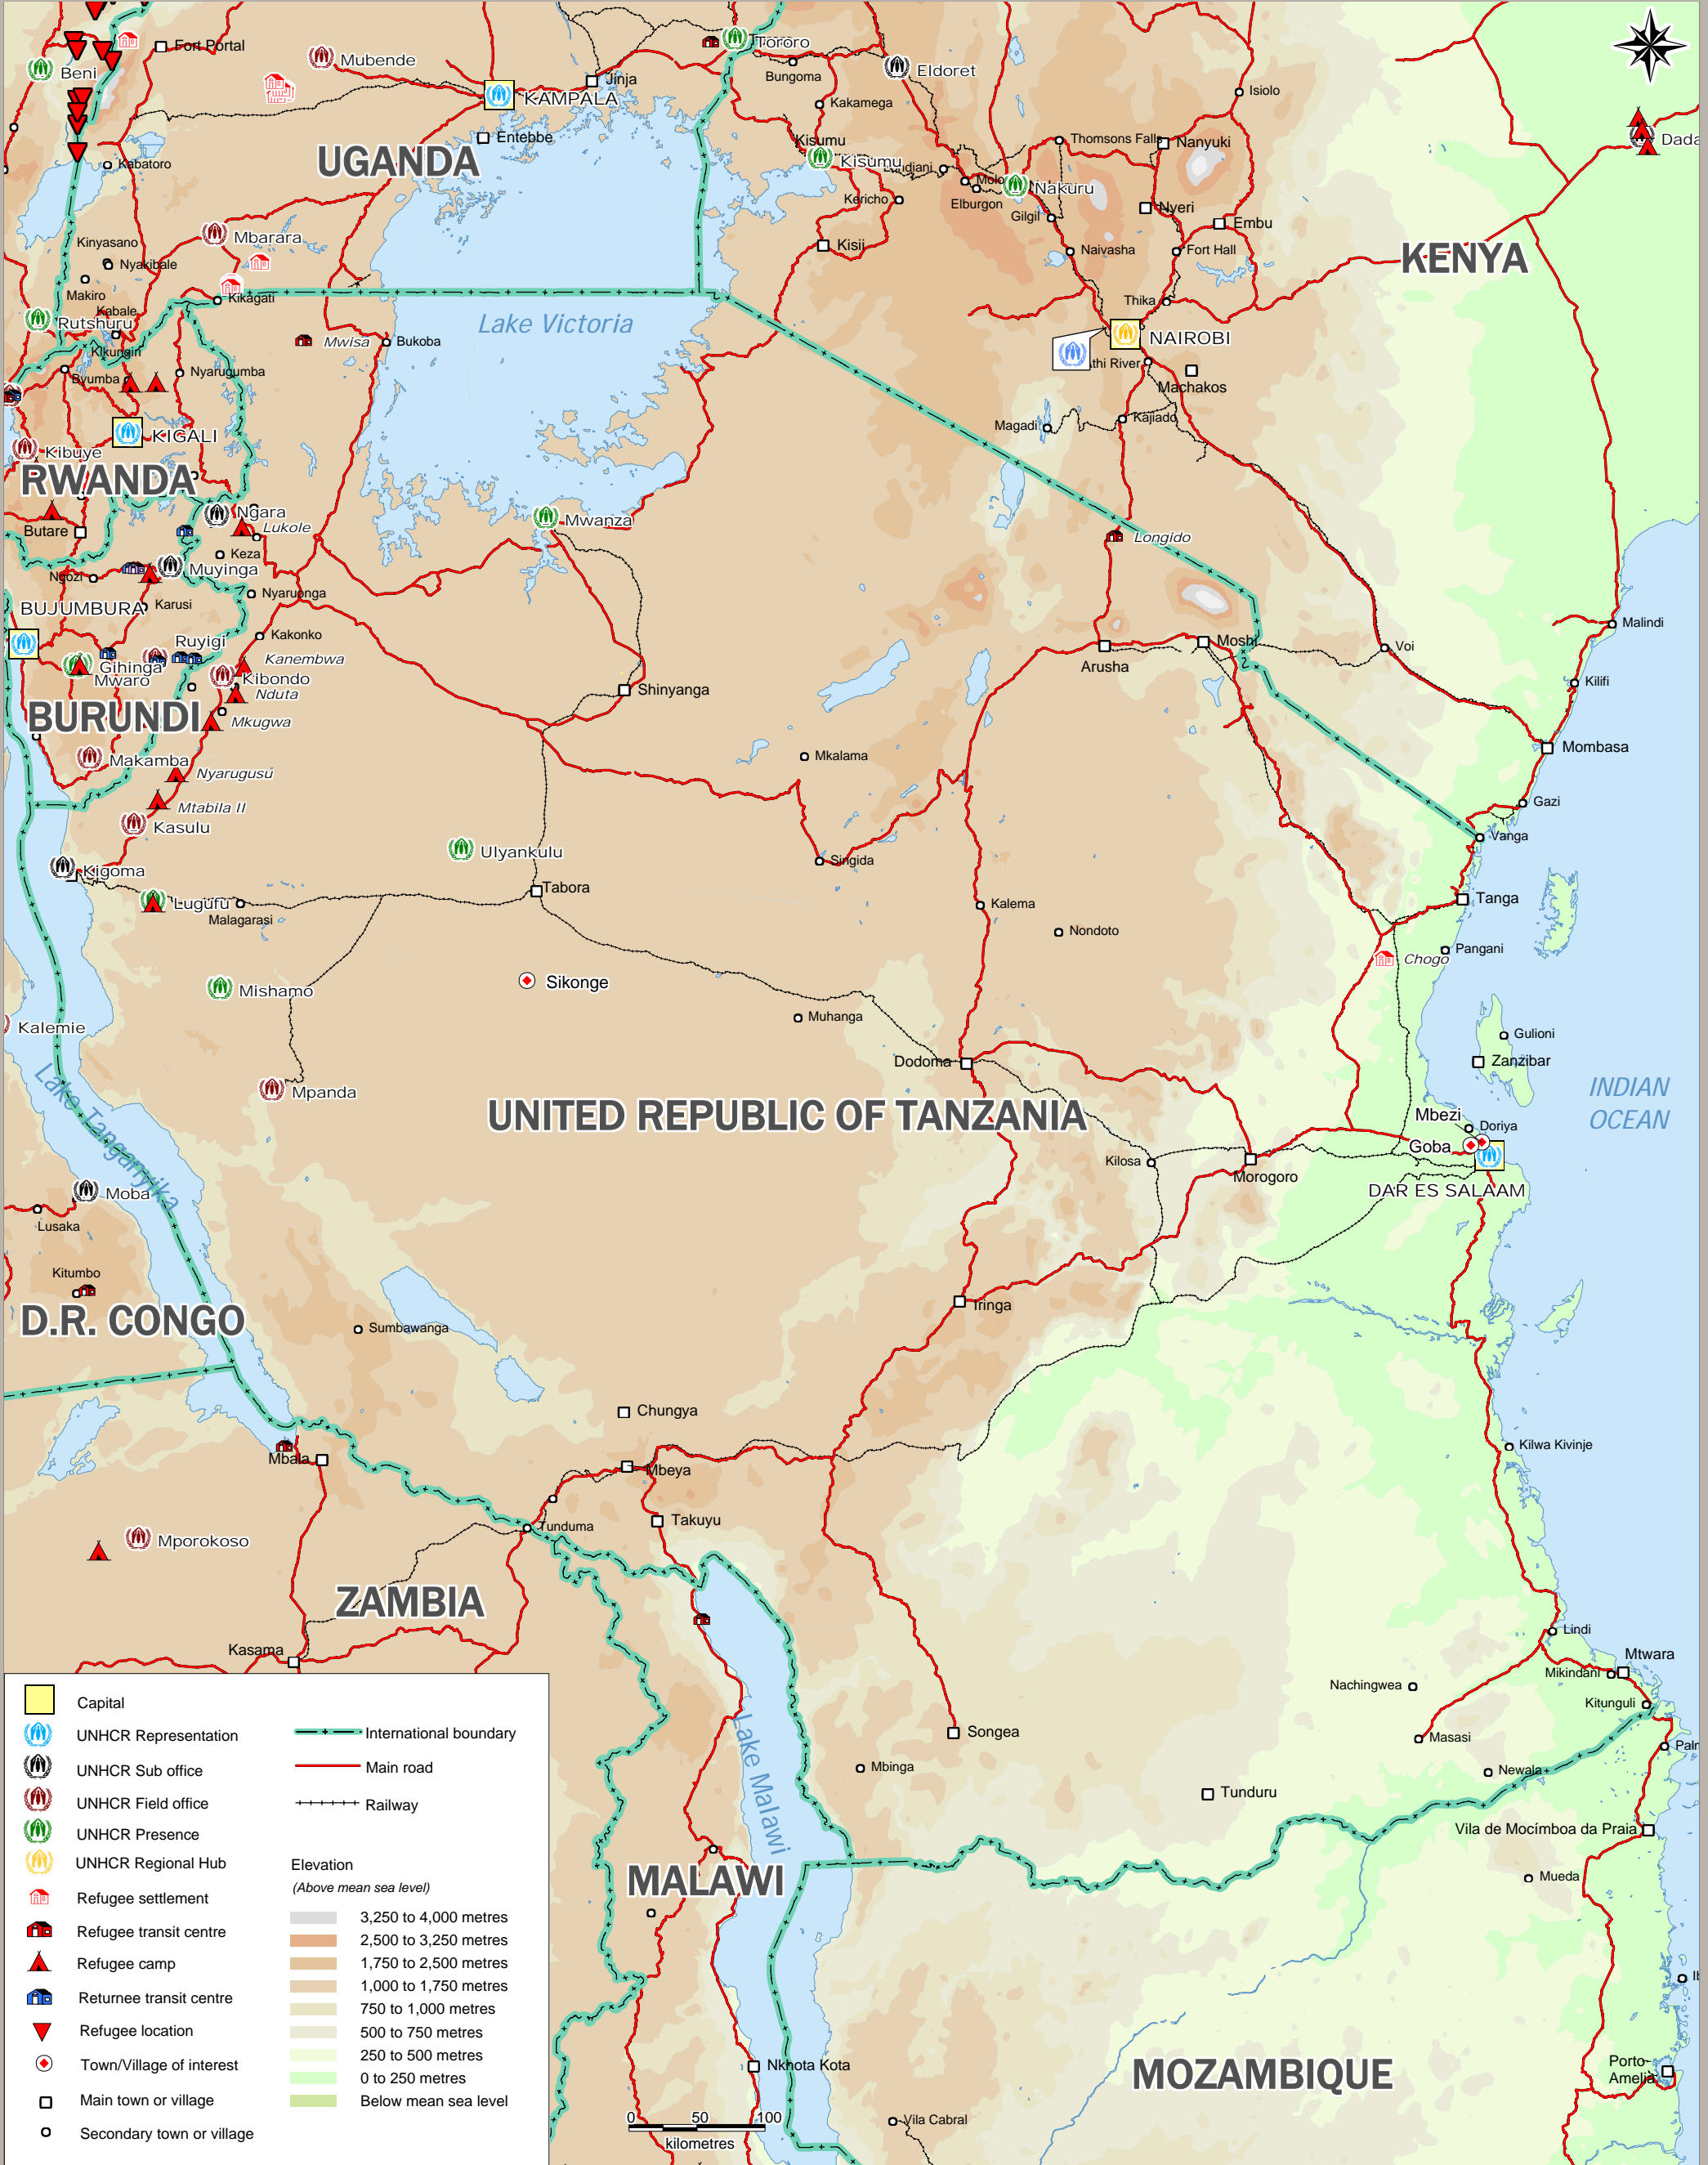 Fort Portal
Beni
Mubende
KAMPALA
Jinja
Tororo
Bungoma
Eldoret
Kakamega
Isiolo
Entebbe
UGANDA
Kabatoro
Kisumu
Kisumu
Molo
Elburgon
Thomsons Falls
Nanyuki
Nakuru
Gilgil
Kericho
Nyeri
Embu
Kisii
Naivasha
Fort Hall
KENYA
Mbarara
Kinyasano
Nyakibale
Makiro
Kabale
Kikagati
Rutshuru
Thika
Lake Victoria
NAIROBI
Mwisa
Bukoba
Byumba
Nyarugumba
Machakos
Magadi
Kajiado
KIGALI
Kibuye
RWANDA
Butare
Ngara
Lukole
Keza
Mwanza
Longido
Ngozi
Muyinga
BUJUMBURA
Karusi
Nyaruonga
Ruyigi
Kakonko
Gihinga
Mwaro
Kanembwa
Kibondo
Nduta
Mkugwa
BURUNDI
Makamba
Nyarugusu
Mtabila II
Kasulu
Shinyanga
Arusha
Moshi
Voi
Malindi
Kilifi
Mombasa
Gazi
Vanga
Mkalama
Kigoma
Lugufu
Malagarasi
Ulyankulu
Tabora
Singida
Kalema
Nondoto
Tanga
Pangani
Chogo
Mishamo
Sikonge
Kalemie
Muhanga
Gulioni
Zanzibar
Dodoma
Mpanda
Lake Tanganyika
UNITED REPUBLIC OF TANZANIA
INDIAN
OCEAN
Mbezi
Doriya
Goba
Kilosa
Morogoro
DAR ES SALAAM
Moba
Lusaka
Kitumbo
D.R. CONGO
Sumbawanga
Iringa
Chungya
Mbala
Mbeya
Kilwa Kivinje
Takuyu
Tunduma
Mporokoso
ZAMBIA
Kasama
Lindi
Mtwara
Mikindani
Nachingwea
Kitunguli
Songea
Masasi
Lake Malawi
Mbinga
Newala
Tunduru
Vila de Mocímboa da Praia
Mueda
MALAWI
Nkhota Kota
MOZAMBIQUE
Porto
Amelia
Vila Cabral
0 50 100
kilometres
Capital
UNHCR Representation
UNHCR Sub office
UNHCR Field office
UNHCR Presence
UNHCR Regional Hub
Refugee settlement
Refugee transit centre
Refugee camp
Returnee transit centre
Refugee location
Town/Village of interest
Main town or village
Secondary town or village
International boundary
Main road
Railway
Elevation
(Above mean sea level)
3,250 to 4,000 metres
2,500 to 3,250 metres
1,750 to 2,500 metres
1,000 to 1,750 metres
750 to 1,000 metres
500 to 750 metres
250 to 500 metres
0 to 250 metres
Below mean sea level